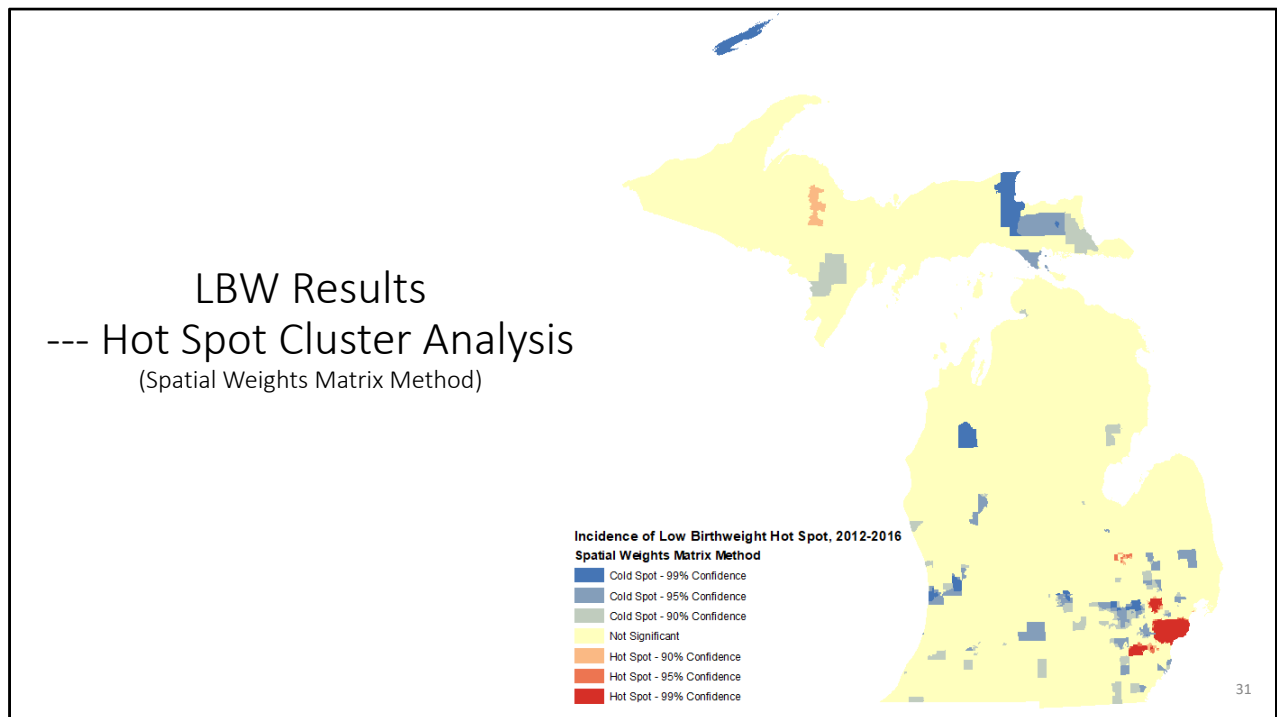 LBW Results
--- Hot Spot Cluster Analysis
(Spatial Weights Matrix Method)
Incidence of Low Birthweight Hot Spot, 2012-2016
Spatial Weights Matrix Method
Cold Spot - 99% Confidence
Cold Spot - 95% Confidence
Cold Spot - 90% Confidence
Not Significant
Hot Spot - 90% Confidence
Hot Spot - 95% Confidence
Hot Spot - 99% Confidence
31